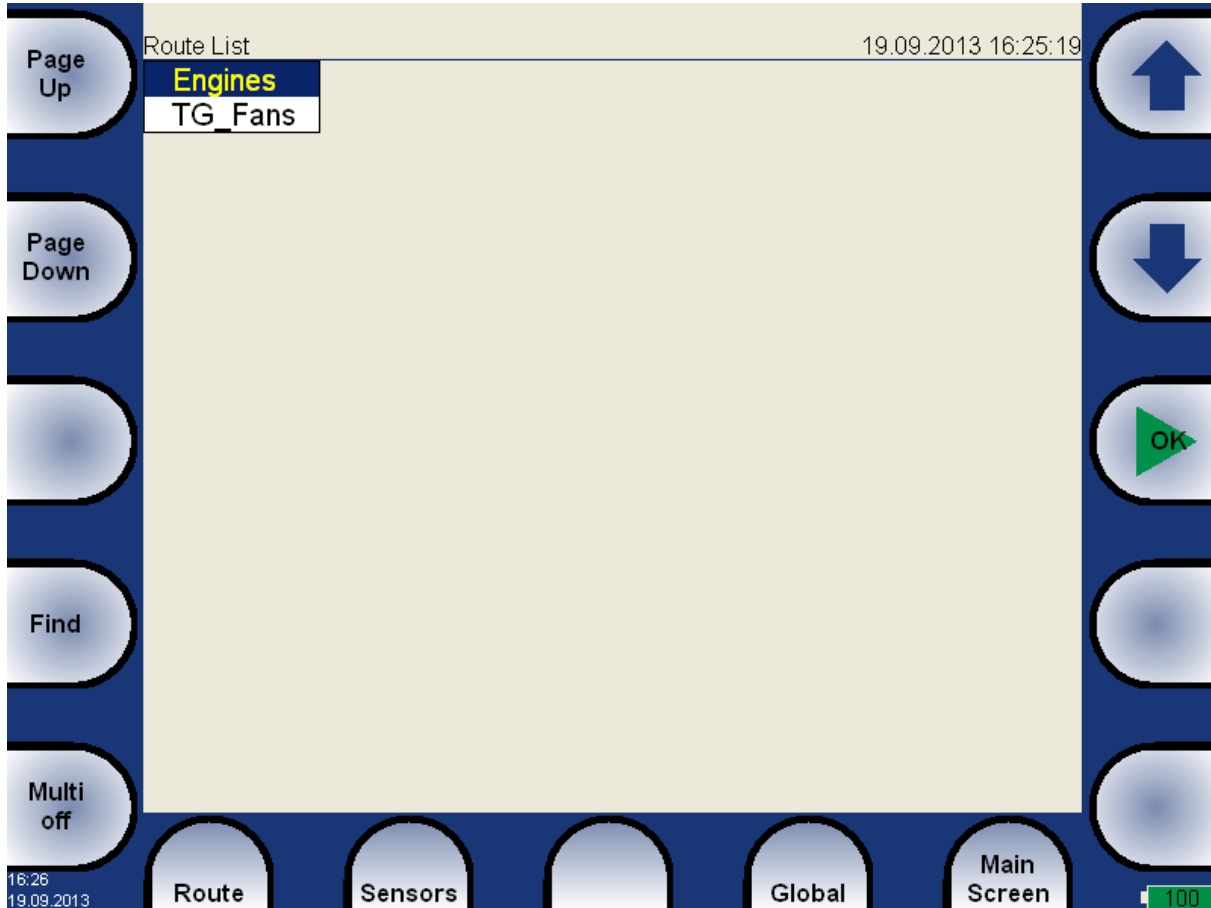 Page
Up
Route List
19.09.2013 16:25:19
Engines
TG_Fans
Page
Down
OK
Find
Multi
off
16:26
19.09.2013
Route
Sensors
Global
Main
Screen
100